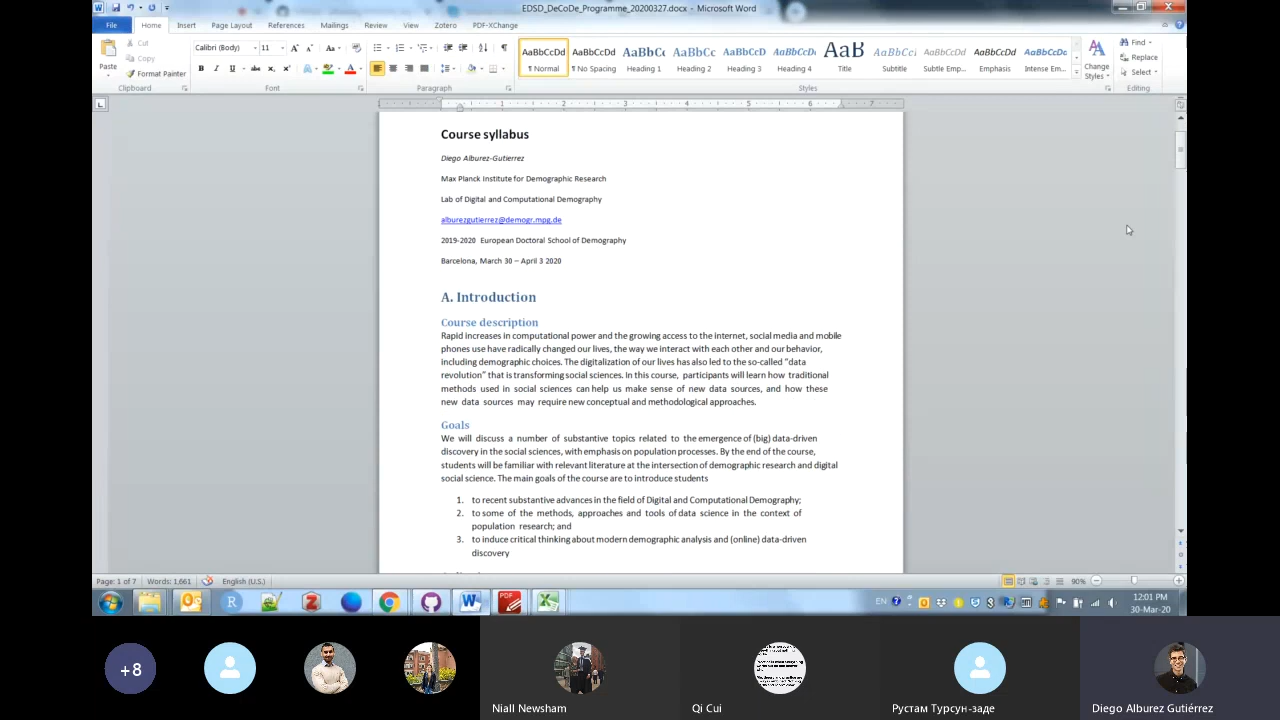 EDSD_DeCoDe_Programme_20200327.docx - Microsoft Word
File Home Insert Page Layout References Mailings Review View Zotero PDF-XChange
Paste
Cut
Copy
Format Painter
Clipboard
Calibri (Body) 11
Font
Paragraph
AaBbCcDd AaBbCcDd AaBbCc AaBbCc AaBbCcD AaBbCcDc AaB AaBbCcI AaBbCcDd AaBbCcDd AaBbCcDc
¶ Normal ¶ No Spacing Heading 1 Heading 2 Heading 3 Heading 4 Title Subtitle Subtle Emp... Emphasis Intense Em...
Styles
Change
Styles
Find
Replace
Select
Editing
Course syllabus
Diego Alburez-Gutierrez
Max Planck Institute for Demographic Research
Lab of Digital and Computational Demography
alburezgutierrez@demogr.mpg.de
2019-2020 European Doctoral School of Demography
Barcelona, March 30 – April 3 2020
A. Introduction
Course description
Rapid increases in computational power and the growing access to the internet, social media and mobile
phones use have radically changed our lives, the way we interact with each other and our behavior,
including demographic choices. The digitalization of our lives has also led to the so-called “data
revolution” that is transforming social sciences. In this course, participants will learn how traditional
methods used in social sciences can help us make sense of new data sources, and how these
new data sources may require new conceptual and methodological approaches.
Goals
We will discuss a number of substantive topics related to the emergence of (big) data-driven
discovery in the social sciences, with emphasis on population processes. By the end of the course,
students will be familiar with relevant literature at the intersection of demographic research and digital
social science. The main goals of the course are to introduce students
1. to recent substantive advances in the field of Digital and Computational Demography;
2. to some of the methods, approaches and tools of data science in the context of
population research; and
3. to induce critical thinking about modern demographic analysis and (online) data-driven
discovery
Page: 1 of 7 Words: 1,661 English (U.S.) 90%
EN 12:01 PM
30-Mar-20
+8
Niall Newsham Qi Cui Рустам Турсун-заде Diego Alburez Gutiérrez